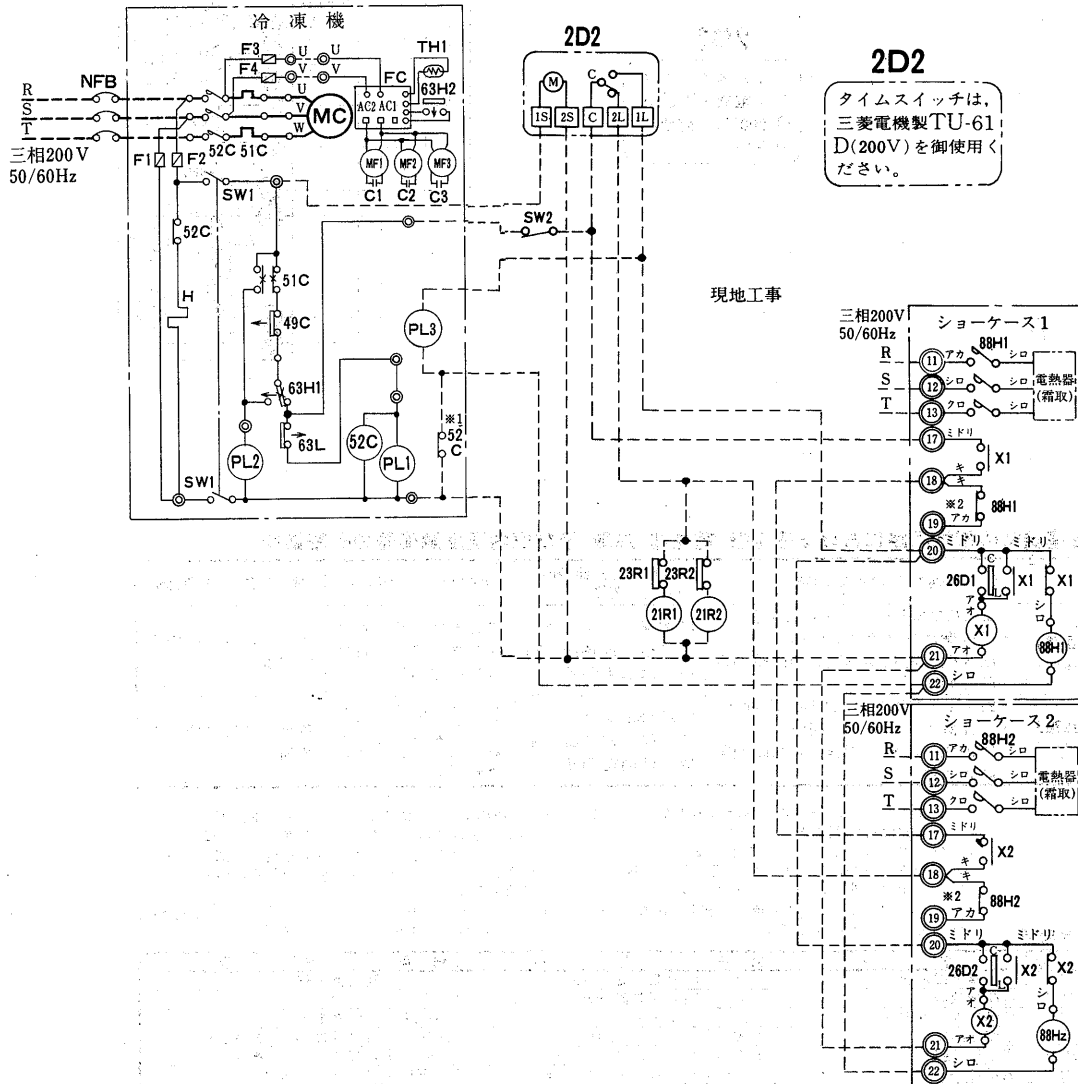 冷凍機
2D2
2D2
タイムスイッチは,
三菱電機製TU-61
D(200V)を御使用く
ださい。
NFB
R
S
T
三相200V
50/60Hz
F1
F2
F3
F4
U
U
V
V
U
V
W
MC
FC
AC2
AC1
TH1
63H2
MF1
MF2
MF3
C1
C2
C3
52C
51C
SW1
52C
H
51C
49C
63H1
63L
PL2
52C
PL1
SW1
PL3
※1
52
C
M
1S
2S
C
2L
1L
C
SW2
現地工事
23R1
23R2
21R1
21R2
三相200V
50/60Hz
ショーケース1
R
11
アカ
88H1
シロ
S
12
シロ
シロ
T
13
クロ
シロ
電熱器
(霜取)
17
ミドリ
X1
18
キ
キ
※2
88H1
19
アカ
20
ミドリ
ミドリ
26D1
C
L
X1
X1
アオ
シロ
X1
88H1
21
アオ
22
シロ
三相200V
50/60Hz
ショーケース2
R
11
アカ
88H2
シロ
S
12
シロ
シロ
T
13
クロ
シロ
電熱器
(霜取)
17
ミドリ
X2
18
キ
キ
※2
88H2
19
アカ
20
ミドリ
ミドリ
26D2
C
L
X2
X2
アオ
シロ
X2
88Hz
21
アオ
22
シロ